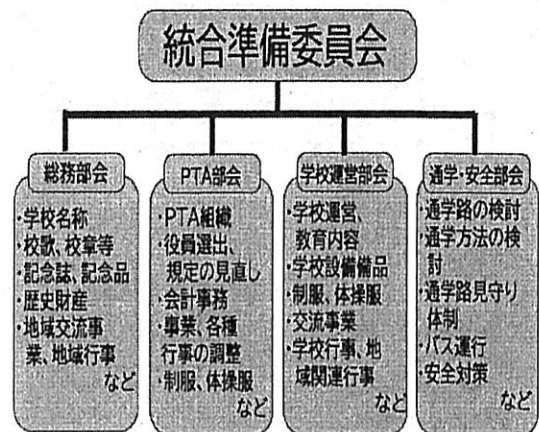 統合準備委員会
総務部会
・学校名称
・校歌、校章等
・記念誌、記念品
・歴史財産
・地域交流事
業、地域行事
など
PTA部会
・PTA組織
・役員選出、
規定の見直し
・会計事務
・事業、各種
行事の調整
・制服、体操服
など
学校運営部会
・学校運営、
教育内容
・学校設備備品
・制服、体操服
・交流事業
・学校行事、地
域関連行事
など
通学・安全部会
・通学路の検討
・通学方法の検
討
・通学路見守り
体制
・バス運行
・安全対策
など